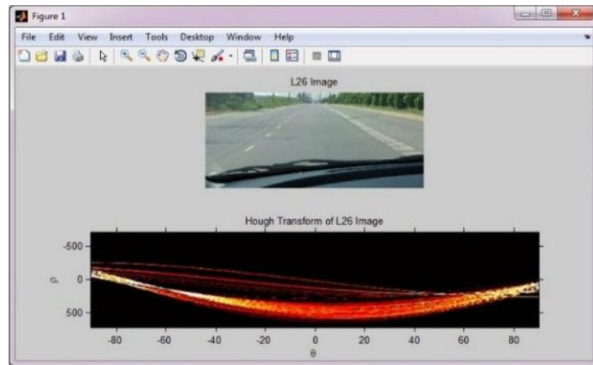 Figure 1
File Edit View Insert Tools Desktop Window Help
L26 Image
Hough Transform of L26 Image
-500
0
500
ρ
-80 -60 -40 -20 0 20 40 60 80
θ